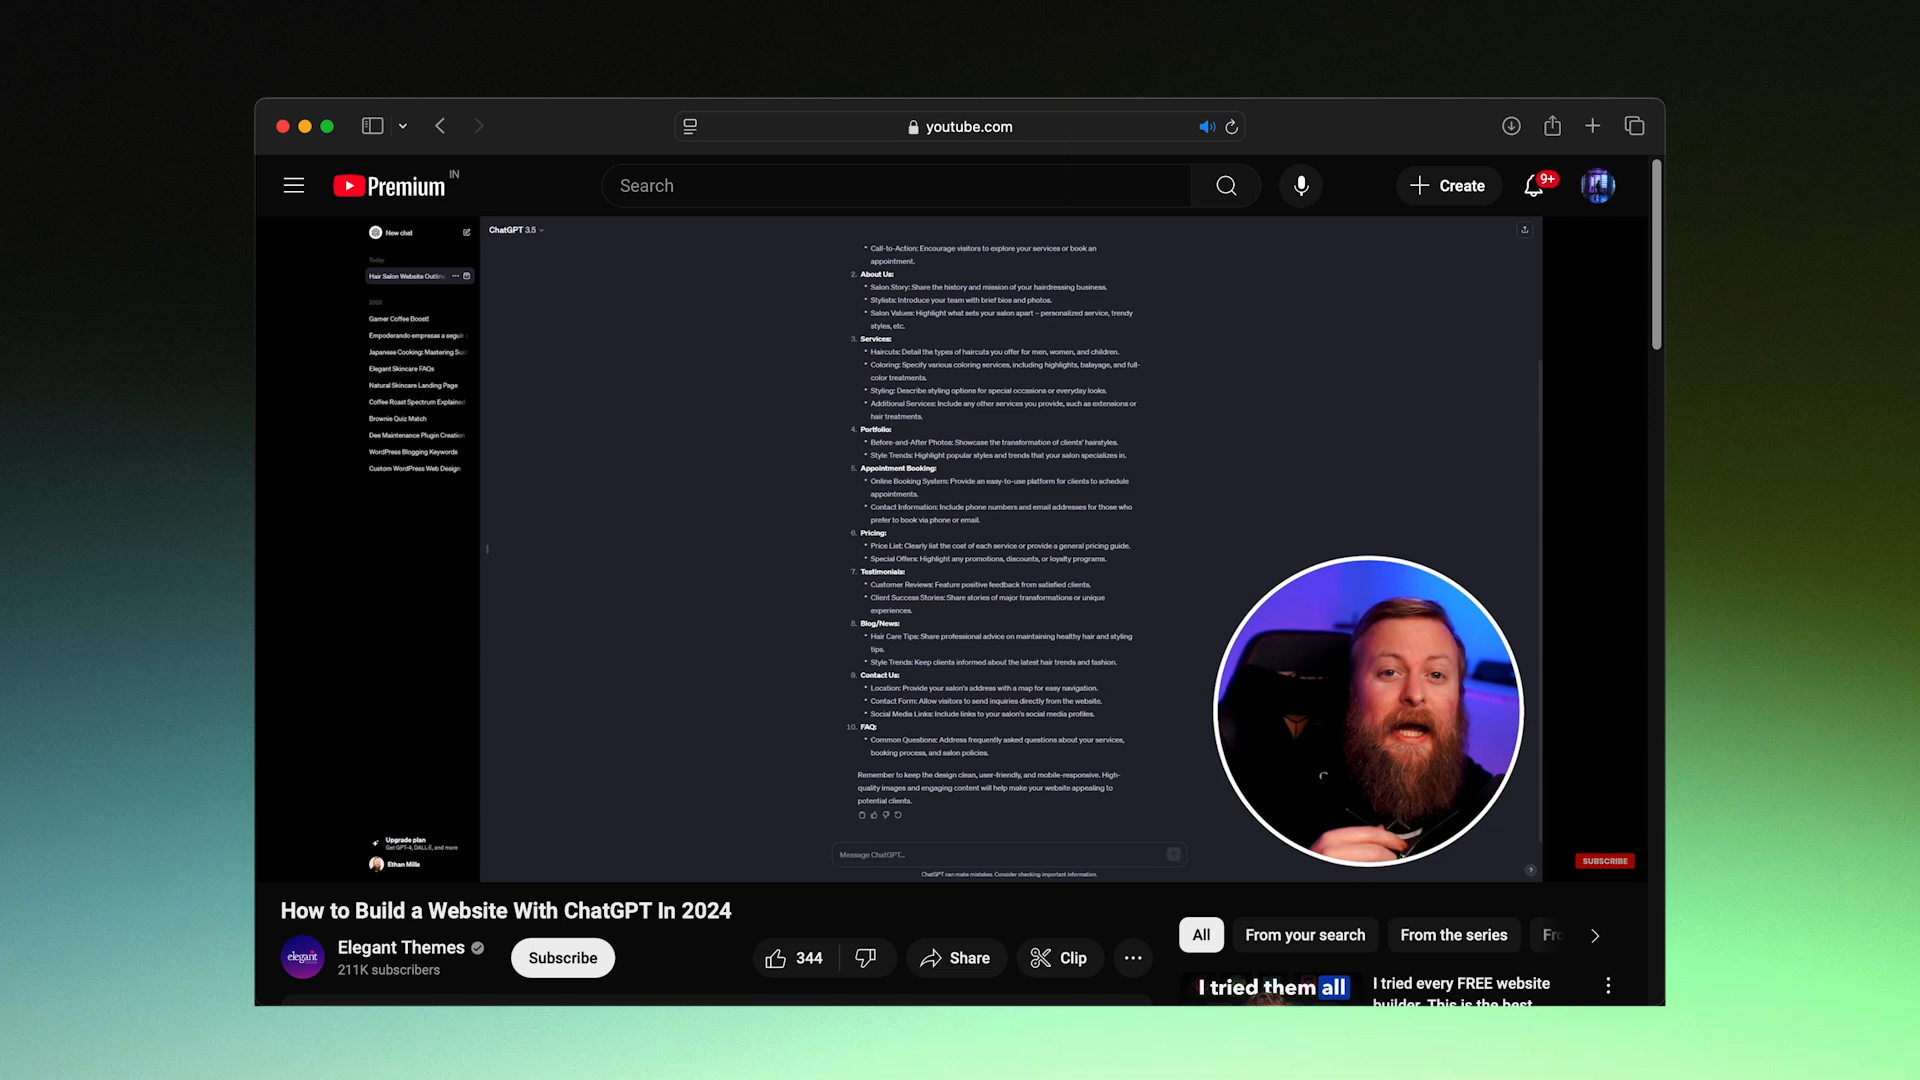 youtube.com
Premium IN
Search
Create
9+
New chat
Today
Hair Salon Website Outlin
2023
Gamer Coffee Boost!
Empoderando empresas a seguir
Japanese Cooking: Mastering Sus
Elegant Skincare FAQs
Natural Skincare Landing Page
Coffee Roast Spectrum Explained
Brownie Quiz Match
Dee Maintenance Plugin Creation
WordPress Blogging Keywords
Custom WordPress Web Design
Upgrade plan
Get GPT-4, DALL·E, and more
Ethan Mills
ChatGPT 3.5
• Call-to-Action: Encourage visitors to explore your services or book an
appointment.
2. About Us:
• Salon Story: Share the history and mission of your hairdressing business.
• Stylists: Introduce your team with brief bios and photos.
• Salon Values: Highlight what sets your salon apart – personalized service, trendy
styles, etc.
3. Services:
• Haircuts: Detail the types of haircuts you offer for men, women, and children.
• Coloring: Specify various coloring services, including highlights, balayage, and full-
color treatments.
• Styling: Describe styling options for special occasions or everyday looks.
• Additional Services: Include any other services you provide, such as extensions or
hair treatments.
4. Portfolio:
• Before-and-After Photos: Showcase the transformation of clients' hairstyles.
• Style Trends: Highlight popular styles and trends that your salon specializes in.
5. Appointment Booking:
• Online Booking System: Provide an easy-to-use platform for clients to schedule
appointments.
• Contact Information: Include phone numbers and email addresses for those who
prefer to book via phone or email.
6. Pricing:
• Price List: Clearly list the cost of each service or provide a general pricing guide.
• Special Offers: Highlight any promotions, discounts, or loyalty programs.
7. Testimonials:
• Customer Reviews: Feature positive feedback from satisfied clients.
• Client Success Stories: Share stories of major transformations or unique
experiences.
8. Blog/News:
• Hair Care Tips: Share professional advice on maintaining healthy hair and styling
tips.
• Style Trends: Keep clients informed about the latest hair trends and fashion.
9. Contact Us:
• Location: Provide your salon's address with a map for easy navigation.
• Contact Form: Allow visitors to send inquiries directly from the website.
• Social Media Links: Include links to your salon's social media profiles.
10. FAQ:
• Common Questions: Address frequently asked questions about your services,
booking process, and salon policies.
Remember to keep the design clean, user-friendly, and mobile-responsive. High-
quality images and engaging content will help make your website appealing to
potential clients.
Message ChatGPT...
ChatGPT can make mistakes. Consider checking important information.
?
SUBSCRIBE
How to Build a Website With ChatGPT In 2024
elegant
Elegant Themes
211K subscribers
Subscribe
344
Share
Clip
All
From your search
From the series
Fro
I tried them all
I tried every FREE website
builder. This is the best